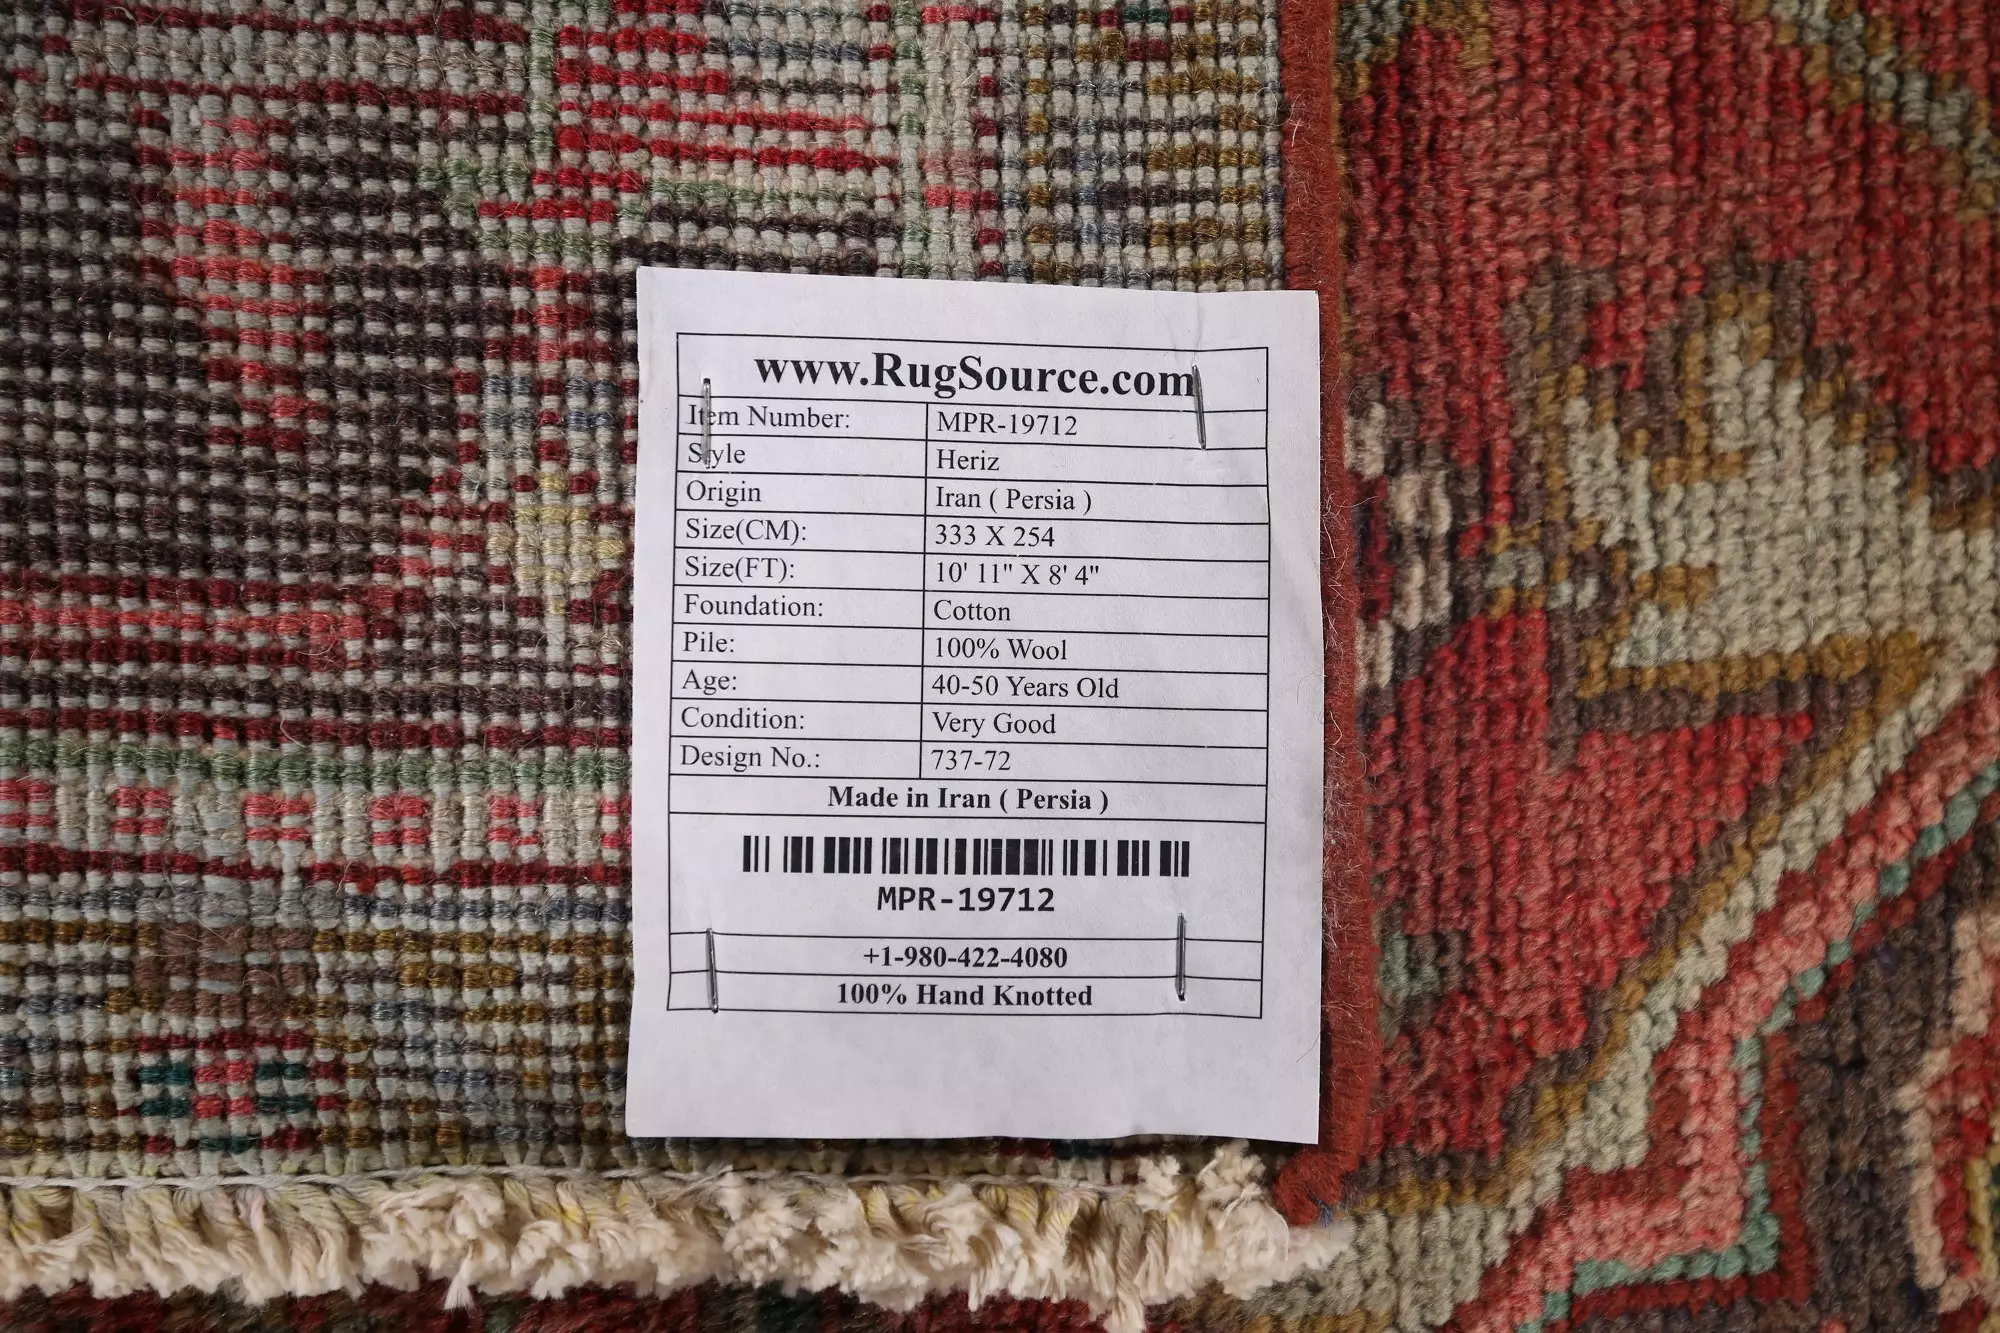 www.RugSource.com
Item Number: MPR-19712
Style Heriz
Origin Iran ( Persia )
Size(CM): 333 X 254
Size(FT): 10' 11" X 8' 4"
Foundation: Cotton
Pile: 100% Wool
Age: 40-50 Years Old
Condition: Very Good
Design No.: 737-72
Made in Iran ( Persia )
MPR-19712
+1-980-422-4080
100% Hand Knotted